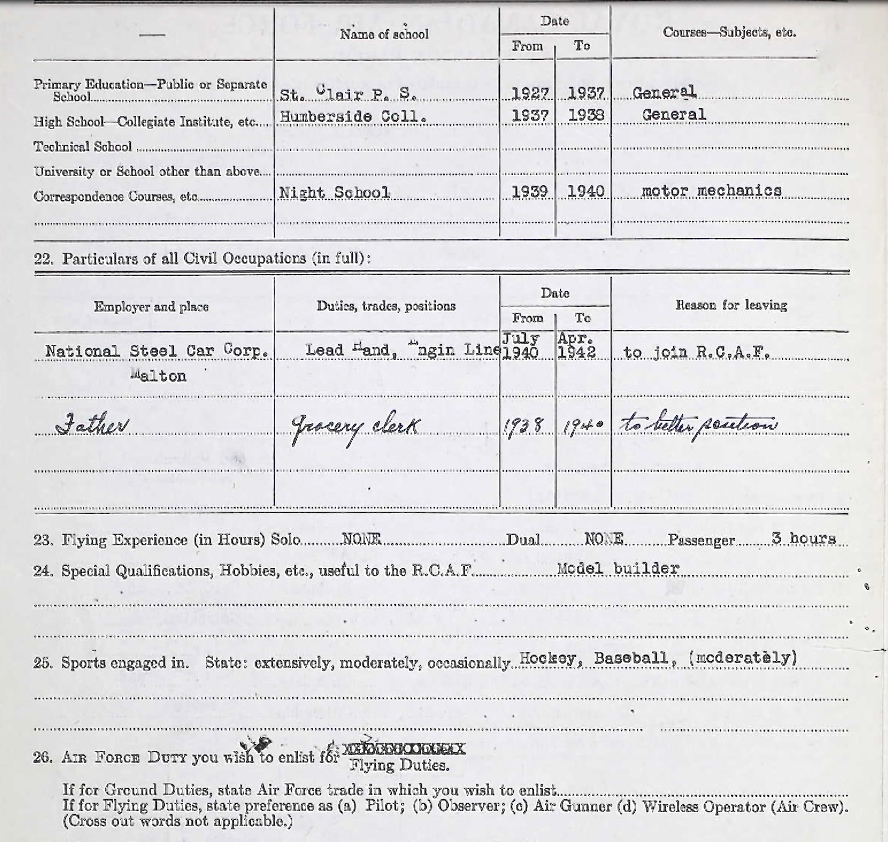 — Name of school Date Courses—Subjects, etc.
From To
Primary Education—Public or Separate
School St. Clair P. S. 1927 1937 General
High School—Collegiate Institute, etc. Humberside Coll. 1937 1938 General
Technical School
University or School other than above
Correspondence Courses, etc. Night School 1939 1940 motor mechanics
22. Particulars of all Civil Occupations (in full):
Employer and place Duties, trades, positions Date Reason for leaving
From To
July Apr.
National Steel Car Corp. Lead Hand, Engin Line 1940 1942 to join R.C.A.F.
Malton
Father grocery clerk 1938 1940 to better position
23. Flying Experience (in Hours) Solo NONE Dual NONE Passenger 3 hours
24. Special Qualifications, Hobbies, etc., useful to the R.C.A.F. Model builder
25. Sports engaged in. State: extensively, moderately, occasionally Hockey, Baseball, (moderately)
26. AIR FORCE DUTY you wish to enlist for
Flying Duties.
If for Ground Duties, state Air Force trade in which you wish to enlist
If for Flying Duties, state preference as (a) Pilot; (b) Observer; (c) Air Gunner (d) Wireless Operator (Air Crew).
(Cross out words not applicable.)